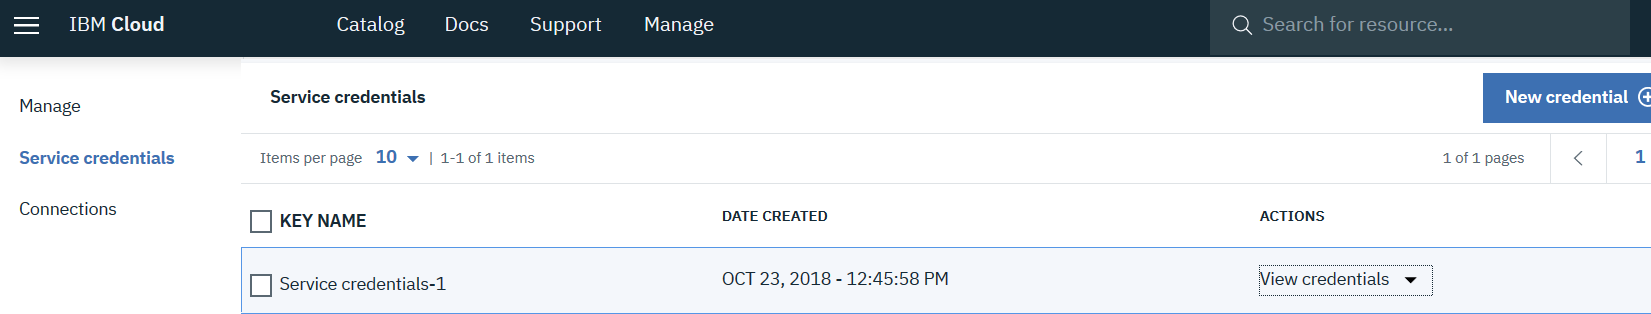 IBM Cloud Catalog Docs Support Manage Search for resource...
Manage
Service credentials
Connections
Service credentials New credential
Items per page 10 | 1-1 of 1 items 1 of 1 pages 1
KEY NAME DATE CREATED ACTIONS
Service credentials-1 OCT 23, 2018 - 12:45:58 PM View credentials